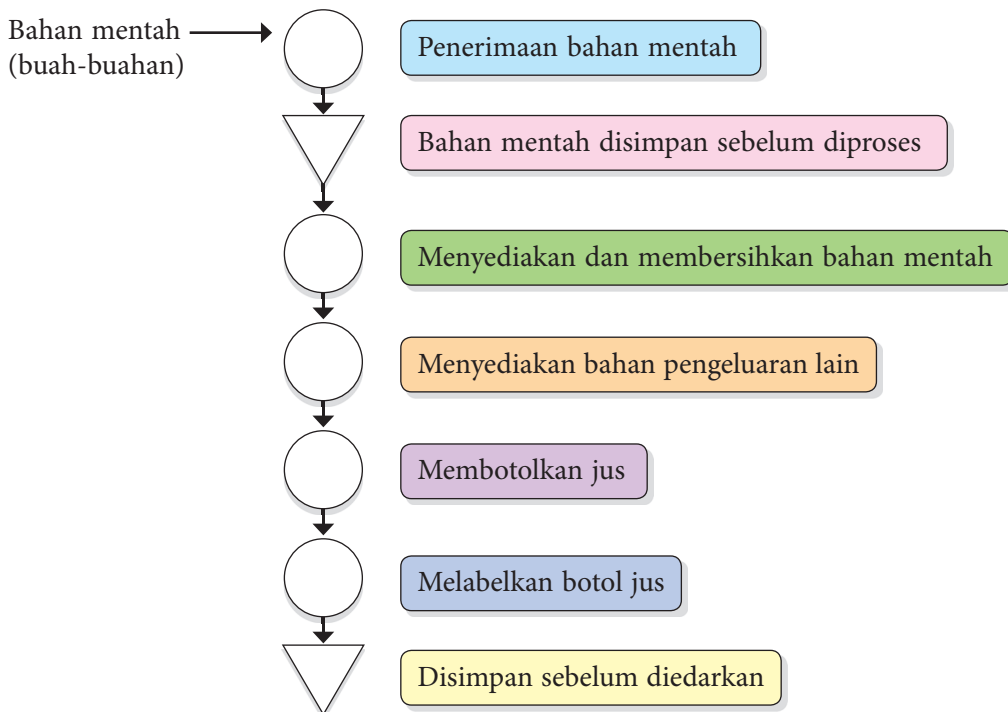 Bahan mentah
(buah-buahan)
Penerimaan bahan mentah
Bahan mentah disimpan sebelum diproses
Menyediakan dan membersihkan bahan mentah
Menyediakan bahan pengeluaran lain
Membotolkan jus
Melabelkan botol jus
Disimpan sebelum diedarkan